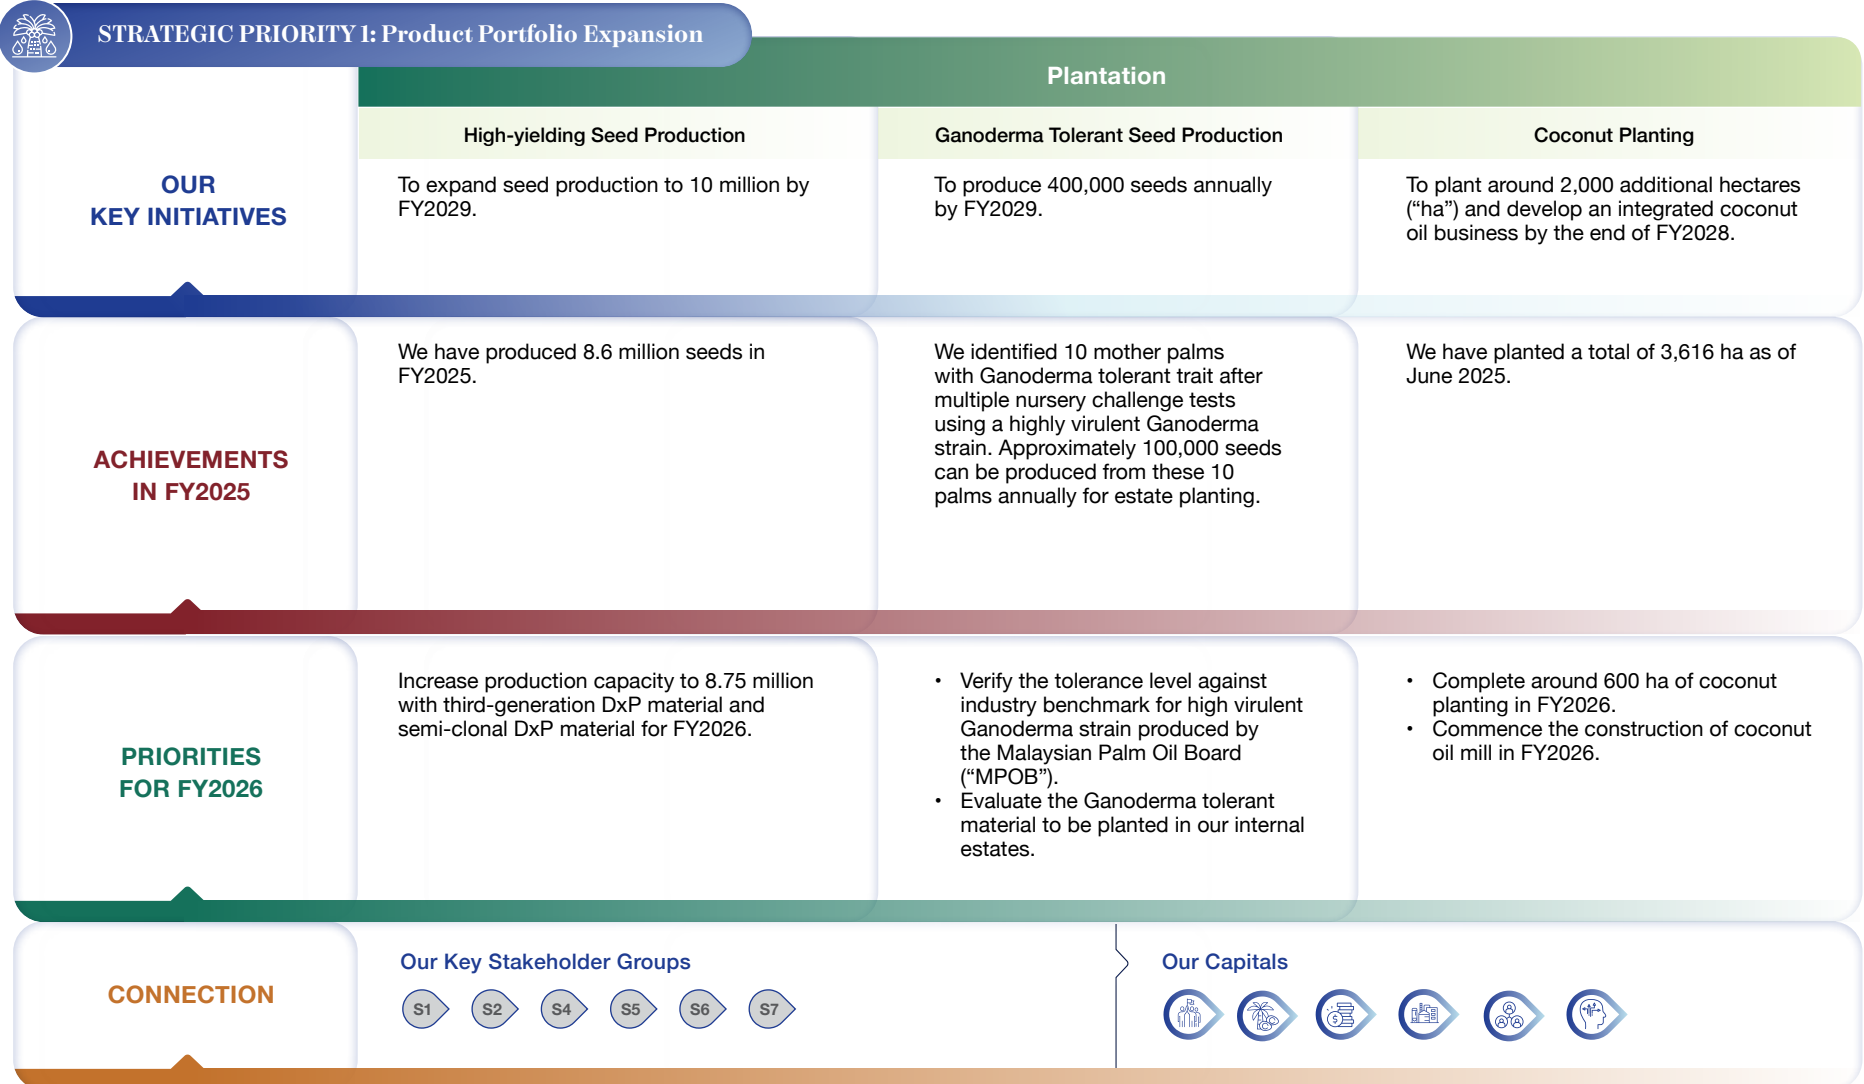 STRATEGIC PRIORITY 1: Product Portfolio Expansion
Plantation
High-yielding Seed Production
Ganoderma Tolerant Seed Production
Coconut Planting
OUR
KEY INITIATIVES
To expand seed production to 10 million by
FY2029.
To produce 400,000 seeds annually
by FY2029.
To plant around 2,000 additional hectares
(“ha”) and develop an integrated coconut
oil business by the end of FY2028.
ACHIEVEMENTS
IN FY2025
We have produced 8.6 million seeds in
FY2025.
We identified 10 mother palms
with Ganoderma tolerant trait after
multiple nursery challenge tests
using a highly virulent Ganoderma
strain. Approximately 100,000 seeds
can be produced from these 10
palms annually for estate planting.
We have planted a total of 3,616 ha as of
June 2025.
PRIORITIES
FOR FY2026
Increase production capacity to 8.75 million
with third-generation DxP material and
semi-clonal DxP material for FY2026.
• Verify the tolerance level against
industry benchmark for high virulent
Ganoderma strain produced by
the Malaysian Palm Oil Board
(“MPOB”).
• Evaluate the Ganoderma tolerant
material to be planted in our internal
estates.
• Complete around 600 ha of coconut
planting in FY2026.
• Commence the construction of coconut
oil mill in FY2026.
CONNECTION
Our Key Stakeholder Groups
S1 S2 S4 S5 S6 S7
Our Capitals